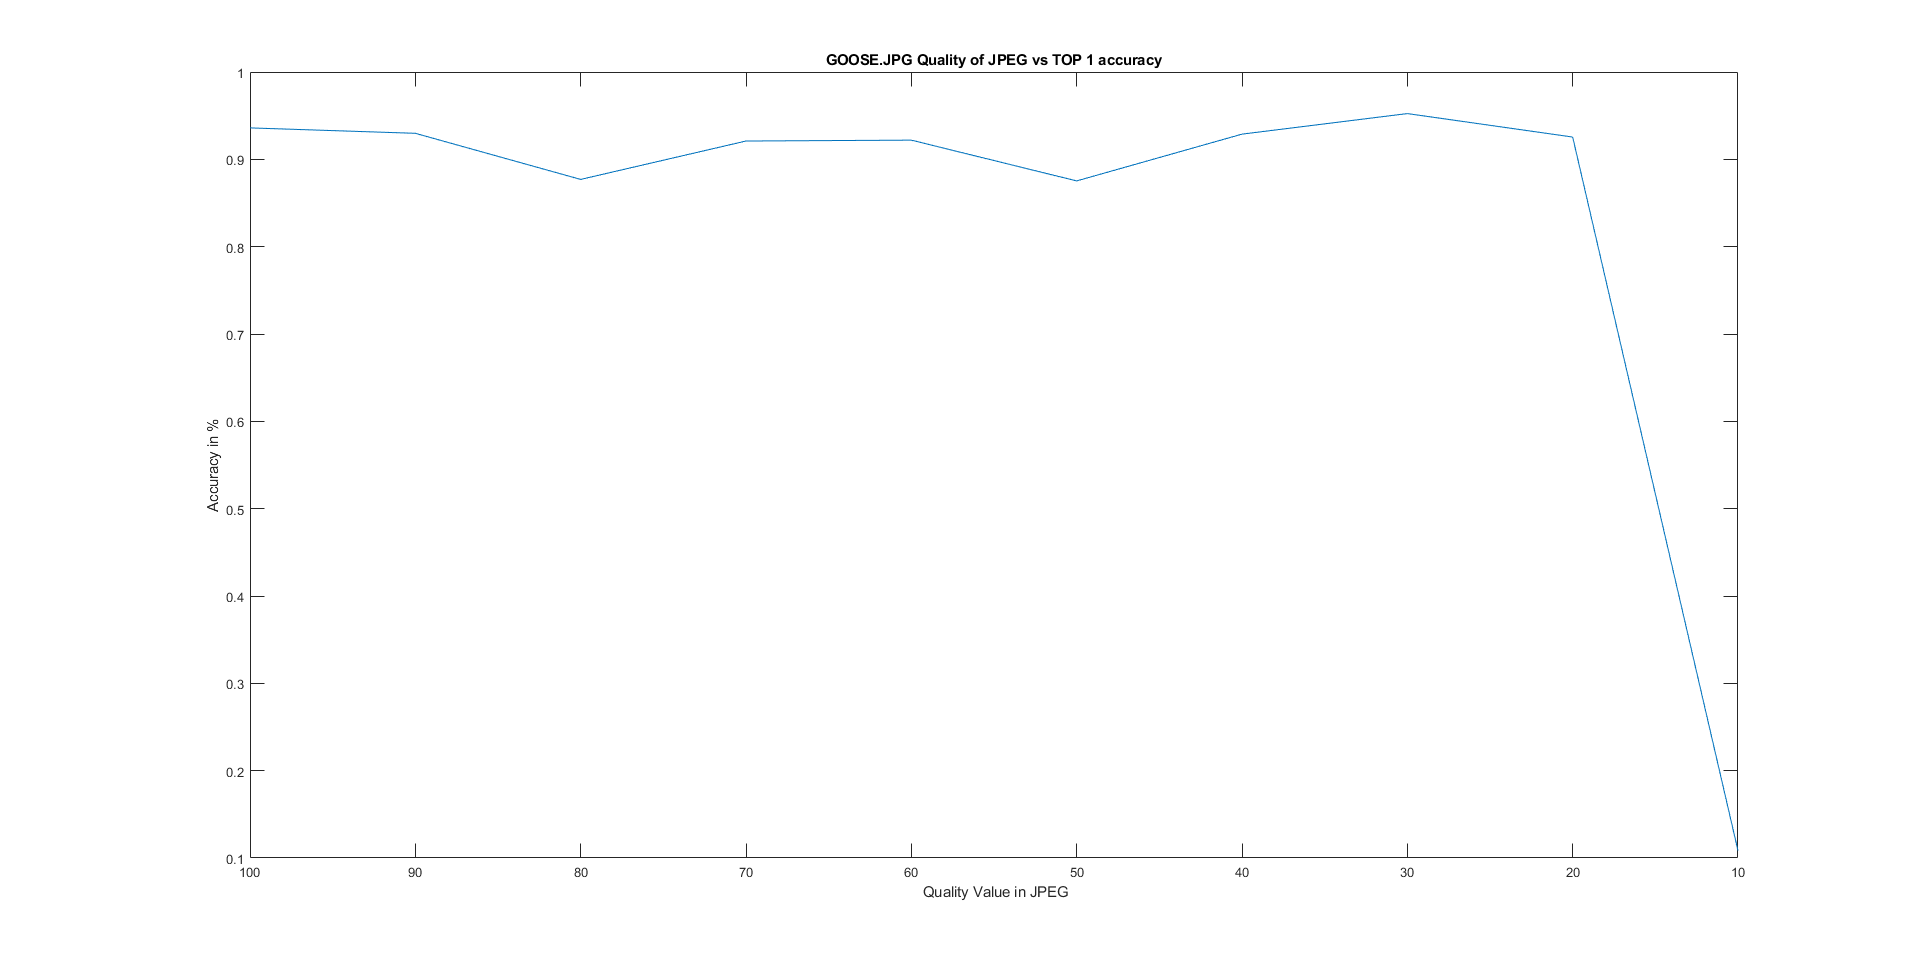 GOOSE.JPG Quality of JPEG vs TOP 1 accuracy
1
0.9
0.8
0.7
0.6
0.5
0.4
0.3
0.2
0.1
Accuracy in %
100 90 80 70 60 50 40 30 20 10
Quality Value in JPEG